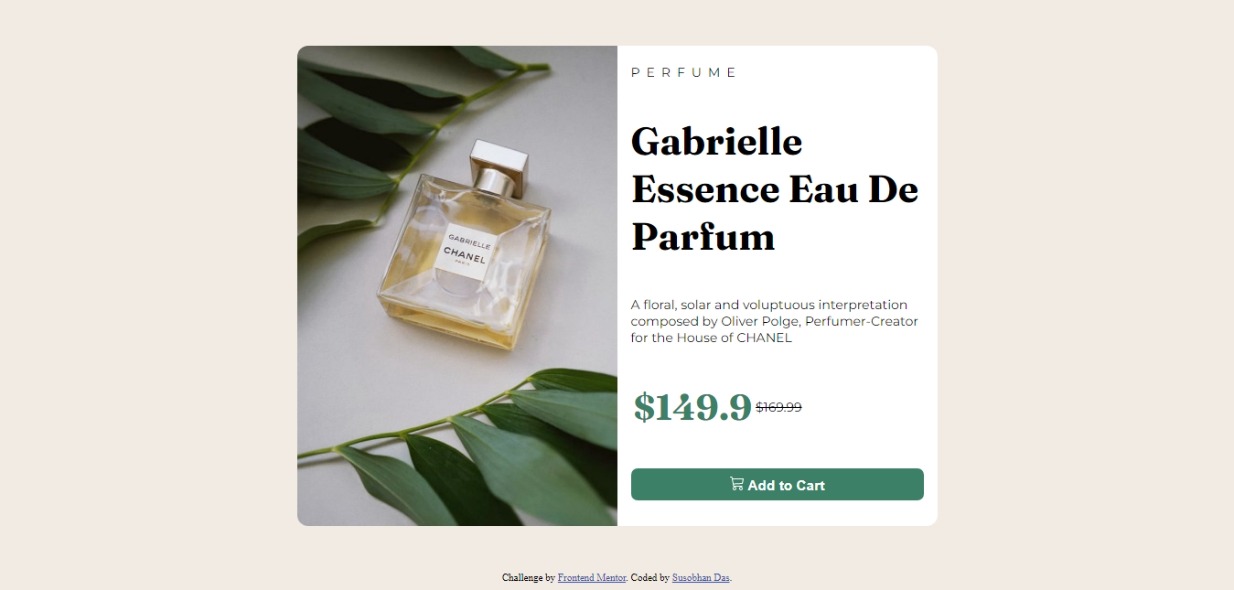 PERFUME
Gabrielle
Essence Eau De
Parfum
GABRIELLE
CHANEL
PARIS
A floral, solar and voluptuous interpretation
composed by Oliver Polge, Perfumer-Creator
for the House of CHANEL
$149.9 $169.99
Add to Cart
Challenge by Frontend Mentor. Coded by Susobhan Das.